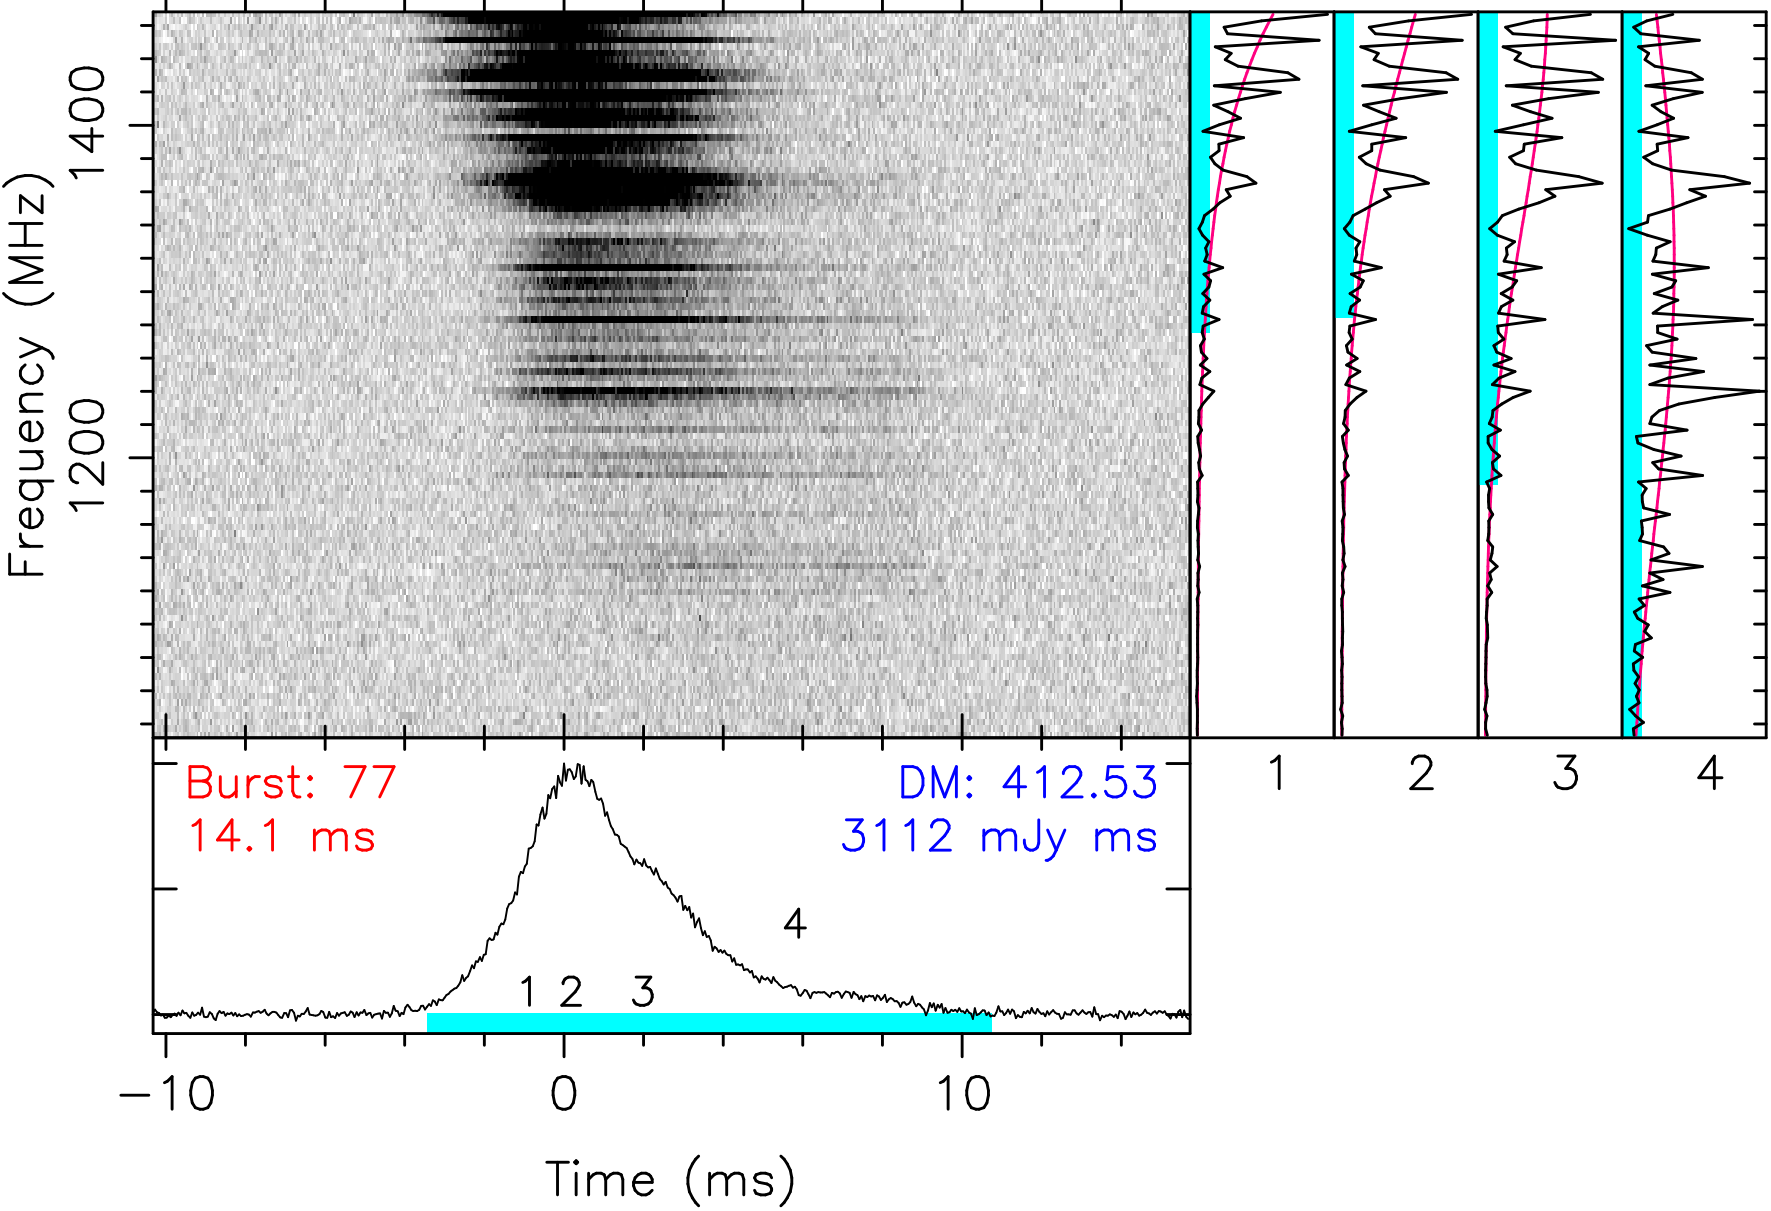 Frequency (MHz)
1400
1200
1 2 3 4
Burst: 77
14.1 ms
DM: 412.53
3112 mJy ms
4
1 2 3
−10 0 10
Time (ms)